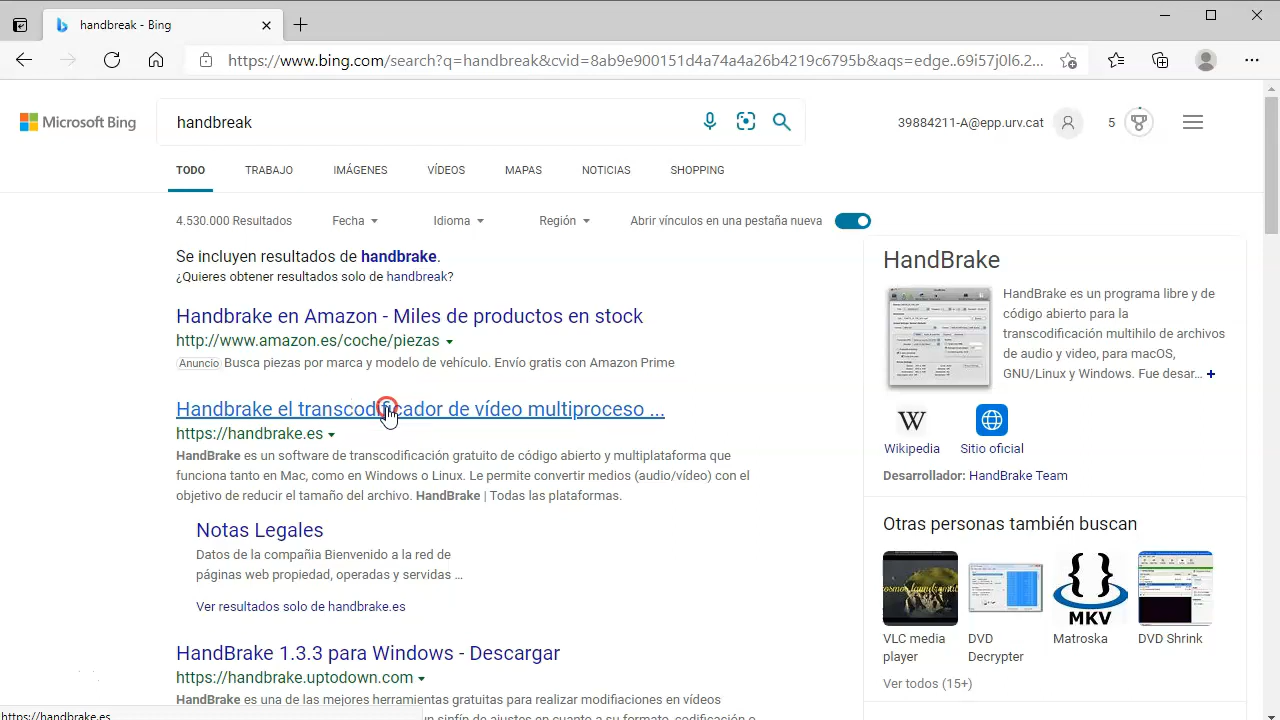 handbreak - Bing
https://www.bing.com/search?q=handbreak&cvid=8ab9e900151d4a74a4a26b4219c6795b&aqs=edge..69i57j0l6.2...
Microsoft Bing
handbreak
39884211-A@epp.urv.cat
5
TODO TRABAJO IMÁGENES VÍDEOS MAPAS NOTICIAS SHOPPING
4.530.000 Resultados Fecha Idioma Región Abrir vínculos en una pestaña nueva
Se incluyen resultados de handbrake.
¿Quieres obtener resultados solo de handbreak?
Handbrake en Amazon - Miles de productos en stock
http://www.amazon.es/coche/piezas
Anuncio Busca piezas por marca y modelo de vehículo. Envío gratis con Amazon Prime
Handbrake el transcodificador de vídeo multiproceso ...
https://handbrake.es
HandBrake es un software de transcodificación gratuito de código abierto y multiplataforma que
funciona tanto en Mac, como en Windows o Linux. Le permite convertir medios (audio/vídeo) con el
objetivo de reducir el tamaño del archivo. HandBrake | Todas las plataformas.
Notas Legales
Datos de la compañia Bienvenido a la red de
páginas web propiedad, operadas y servidas ...
Ver resultados solo de handbrake.es
HandBrake 1.3.3 para Windows - Descargar
https://handbrake.uptodown.com
HandBrake es una de las mejores herramientas gratuitas para realizar modifiaciones en vídeos
un sinfín de ajustes en cuanto a su formato, codificación o
https://handbrake.es
HandBrake
HandBrake es un programa libre y de
código abierto para la
transcodificación multihilo de archivos
de audio y video, para macOS,
GNU/Linux y Windows. Fue desar... +
W
Wikipedia Sitio oficial
Desarrollador: HandBrake Team
Otras personas también buscan
MKV
VLC media
player
DVD
Decrypter
Matroska
DVD Shrink
Ver todos (15+)